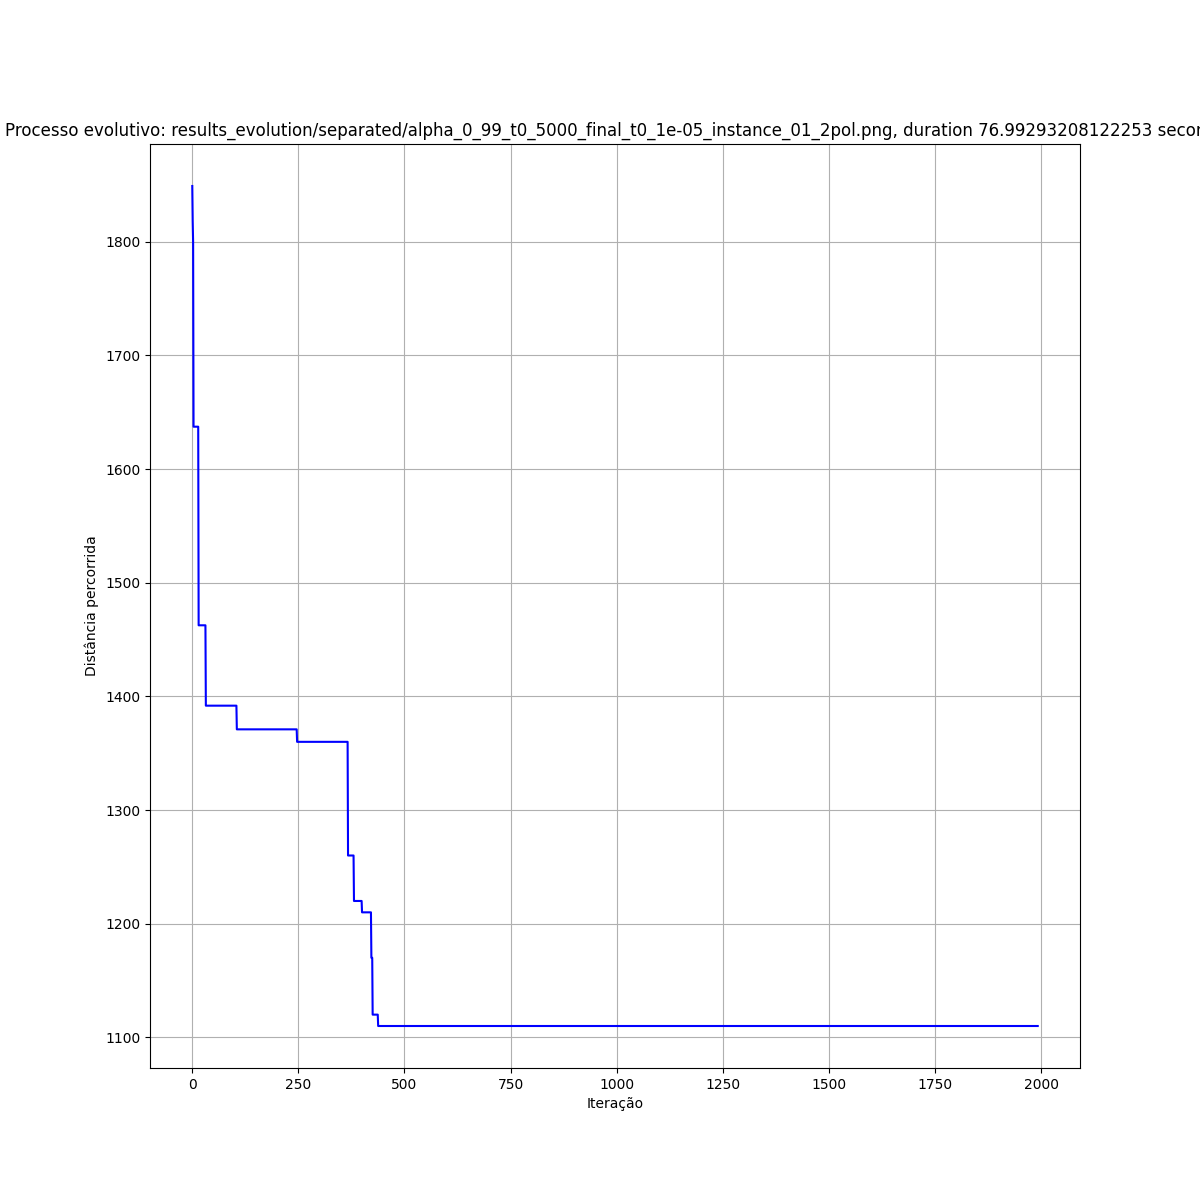 Processo evolutivo: results_evolution/separated/alpha_0_99_t0_5000_final_t0_1e-05_instance_01_2pol.png, duration 76.99293208122253 secor
1800
1700
1600
1500
1400
1300
1200
1100
Distância percorrida
0 250 500 750 1000 1250 1500 1750 2000
Iteração